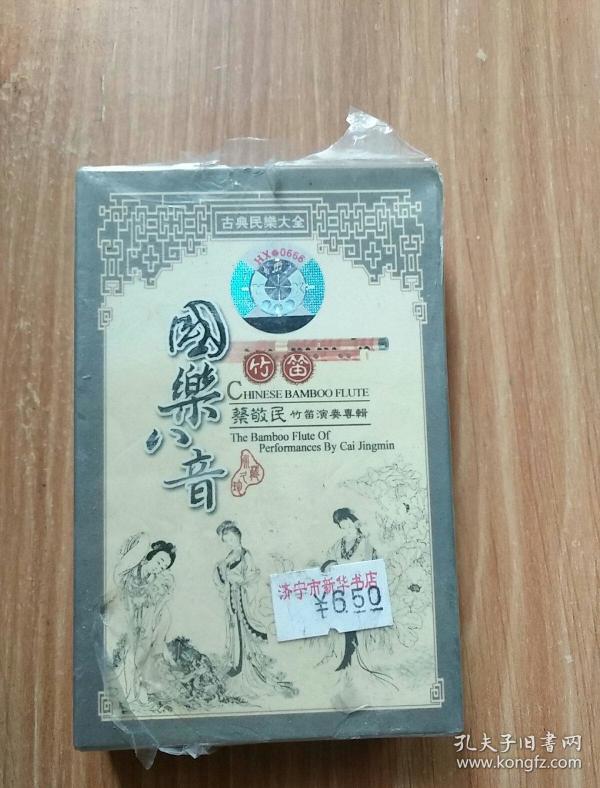 古典民樂大全
HX●0666
國樂八音
竹笛
CHINESE BAMBOO FLUTE
蔡敬民 竹笛演奏專輯
The Bamboo Flute Of
Performances By Cai Jingmin
济宁市新华书店
¥6.50
孔夫子旧書网
www.kongfz.com